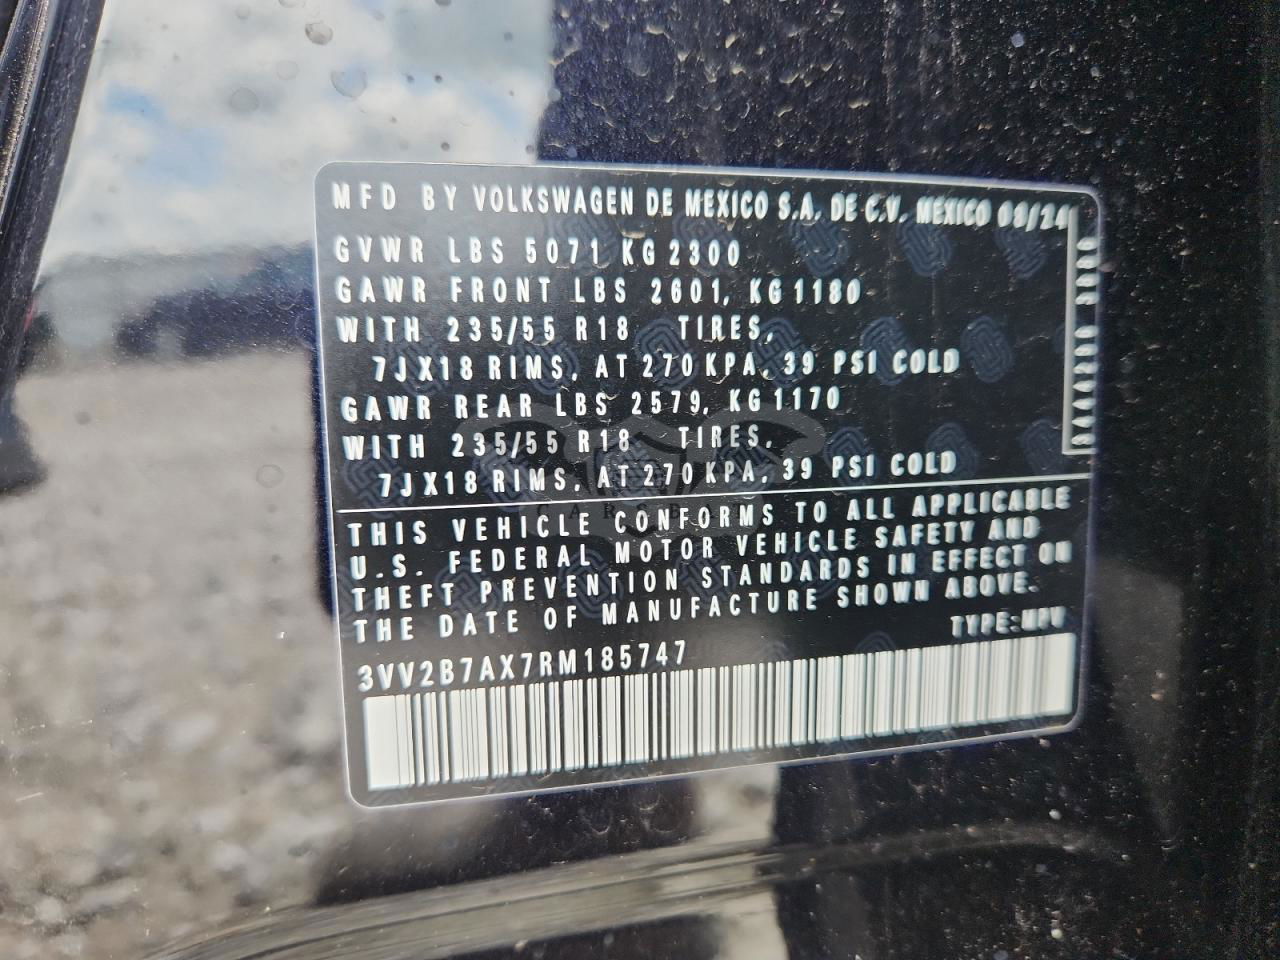 MFD BY VOLKSWAGEN DE MEXICO S.A. DE C.V. MEXICO 03/24
GVWR LBS 5071 KG 2300
GAWR FRONT LBS 2601, KG 1180
WITH 235/55 R18 TIRES,
7JX18 RIMS, AT 270 KPA, 39 PSI COLD
GAWR REAR LBS 2579, KG 1170
WITH 235/55 R18 TIRES,
7JX18 RIMS, AT 270 KPA, 39 PSI COLD
THIS VEHICLE CONFORMS TO ALL APPLICABLE
U.S. FEDERAL MOTOR VEHICLE SAFETY AND
THEFT PREVENTION STANDARDS IN EFFECT ON
THE DATE OF MANUFACTURE SHOWN ABOVE.
TYPE:MPV
3VV2B7AX7RM185747